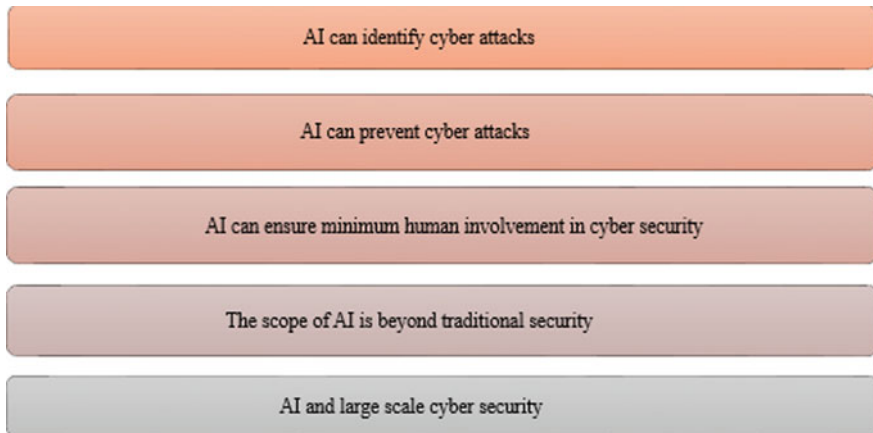 AI can identify cyber attacks
AI can prevent cyber attacks
AI can ensure minimum human involvement in cyber security
The scope of AI is beyond traditional security
AI and large scale cyber security